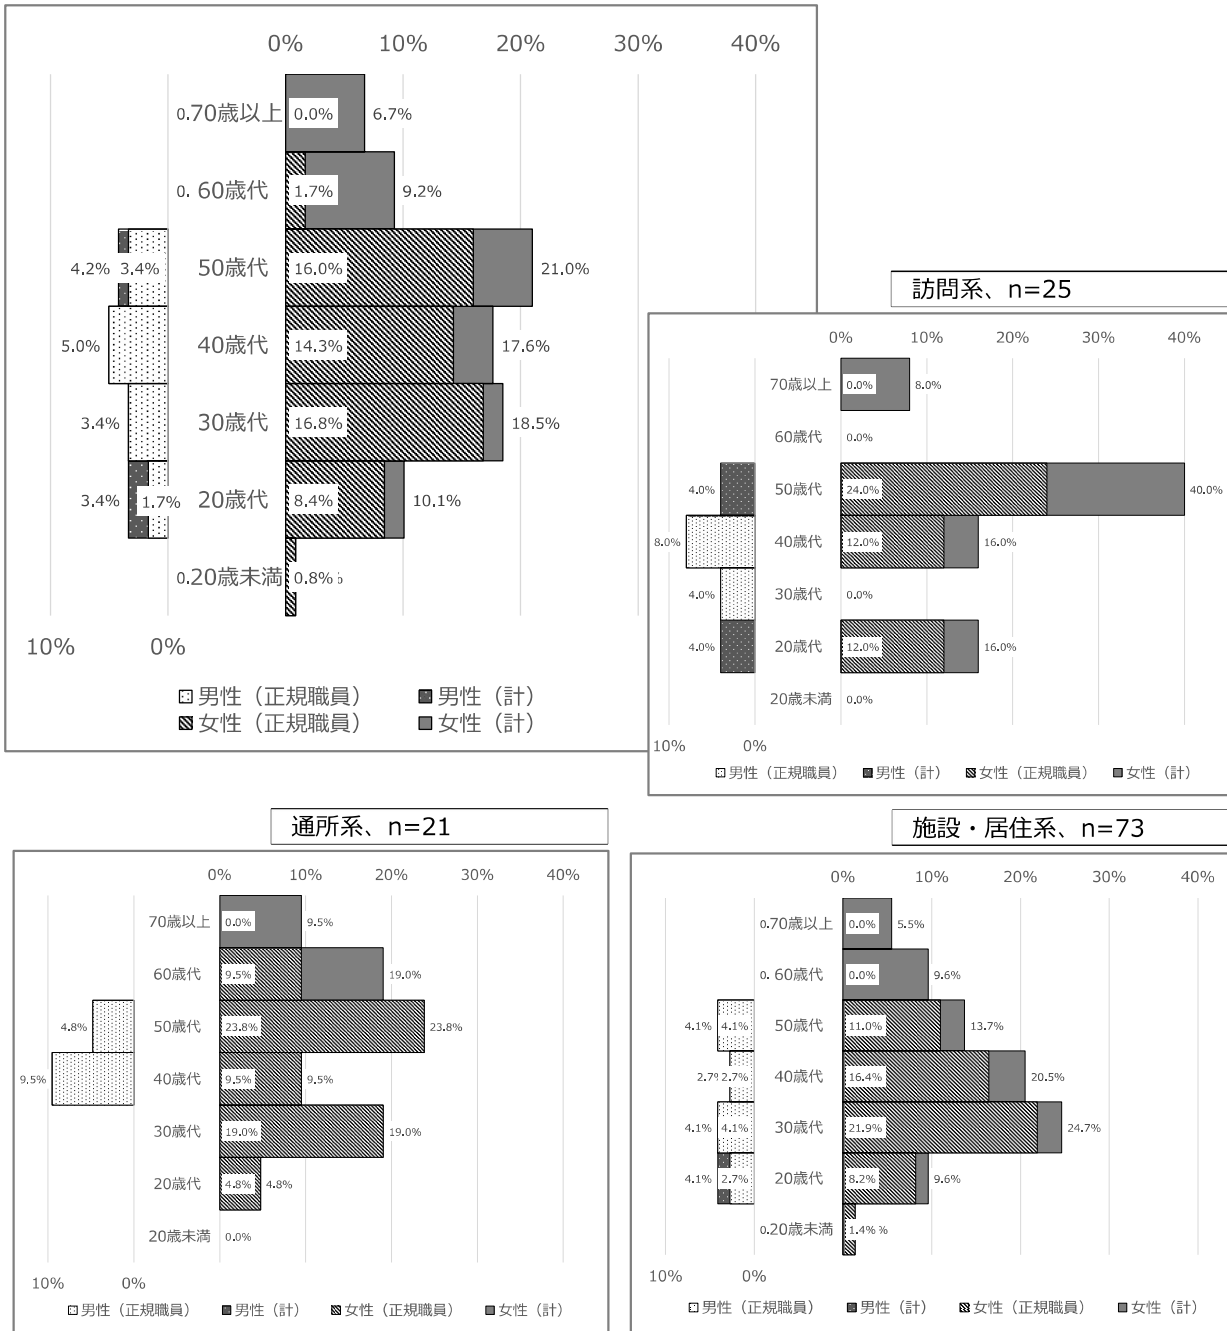 0% 10% 20% 30% 40%
0.70歳以上 0.0% 6.7%
0. 60歳代 1.7% 9.2%
4.2% 3.4% 50歳代 16.0% 21.0%
5.0% 40歳代 14.3% 17.6%
3.4% 30歳代 16.8% 18.5%
3.4% 1.7% 20歳代 8.4% 10.1%
0.20歳未満 0.8%
10% 0%
男性（正規職員） 男性（計）
女性（正規職員） 女性（計）
訪問系、n=25
0% 10% 20% 30% 40%
70歳以上 0.0% 8.0%
60歳代 0.0%
4.0% 50歳代 24.0% 40.0%
8.0% 40歳代 12.0% 16.0%
4.0% 30歳代 0.0%
4.0% 20歳代 12.0% 16.0%
20歳未満 0.0%
10% 0%
男性（正規職員） 男性（計） 女性（正規職員） 女性（計）
通所系、n=21
0% 10% 20% 30% 40%
70歳以上 0.0% 9.5%
60歳代 9.5% 19.0%
4.8% 50歳代 23.8% 23.8%
9.5% 40歳代 9.5% 9.5%
30歳代 19.0% 19.0%
20歳代 4.8% 4.8%
20歳未満 0.0%
10% 0%
男性（正規職員） 男性（計） 女性（正規職員） 女性（計）
施設・居住系、n=73
0% 10% 20% 30% 40%
0.70歳以上 0.0% 5.5%
0. 60歳代 0.0% 9.6%
4.1% 4.1% 50歳代 11.0% 13.7%
2.7% 2.7% 40歳代 16.4% 20.5%
4.1% 4.1% 30歳代 21.9% 24.7%
4.1% 2.7% 20歳代 8.2% 9.6%
0.20歳未満 1.4% %
10% 0%
男性（正規職員） 男性（計） 女性（正規職員） 女性（計）